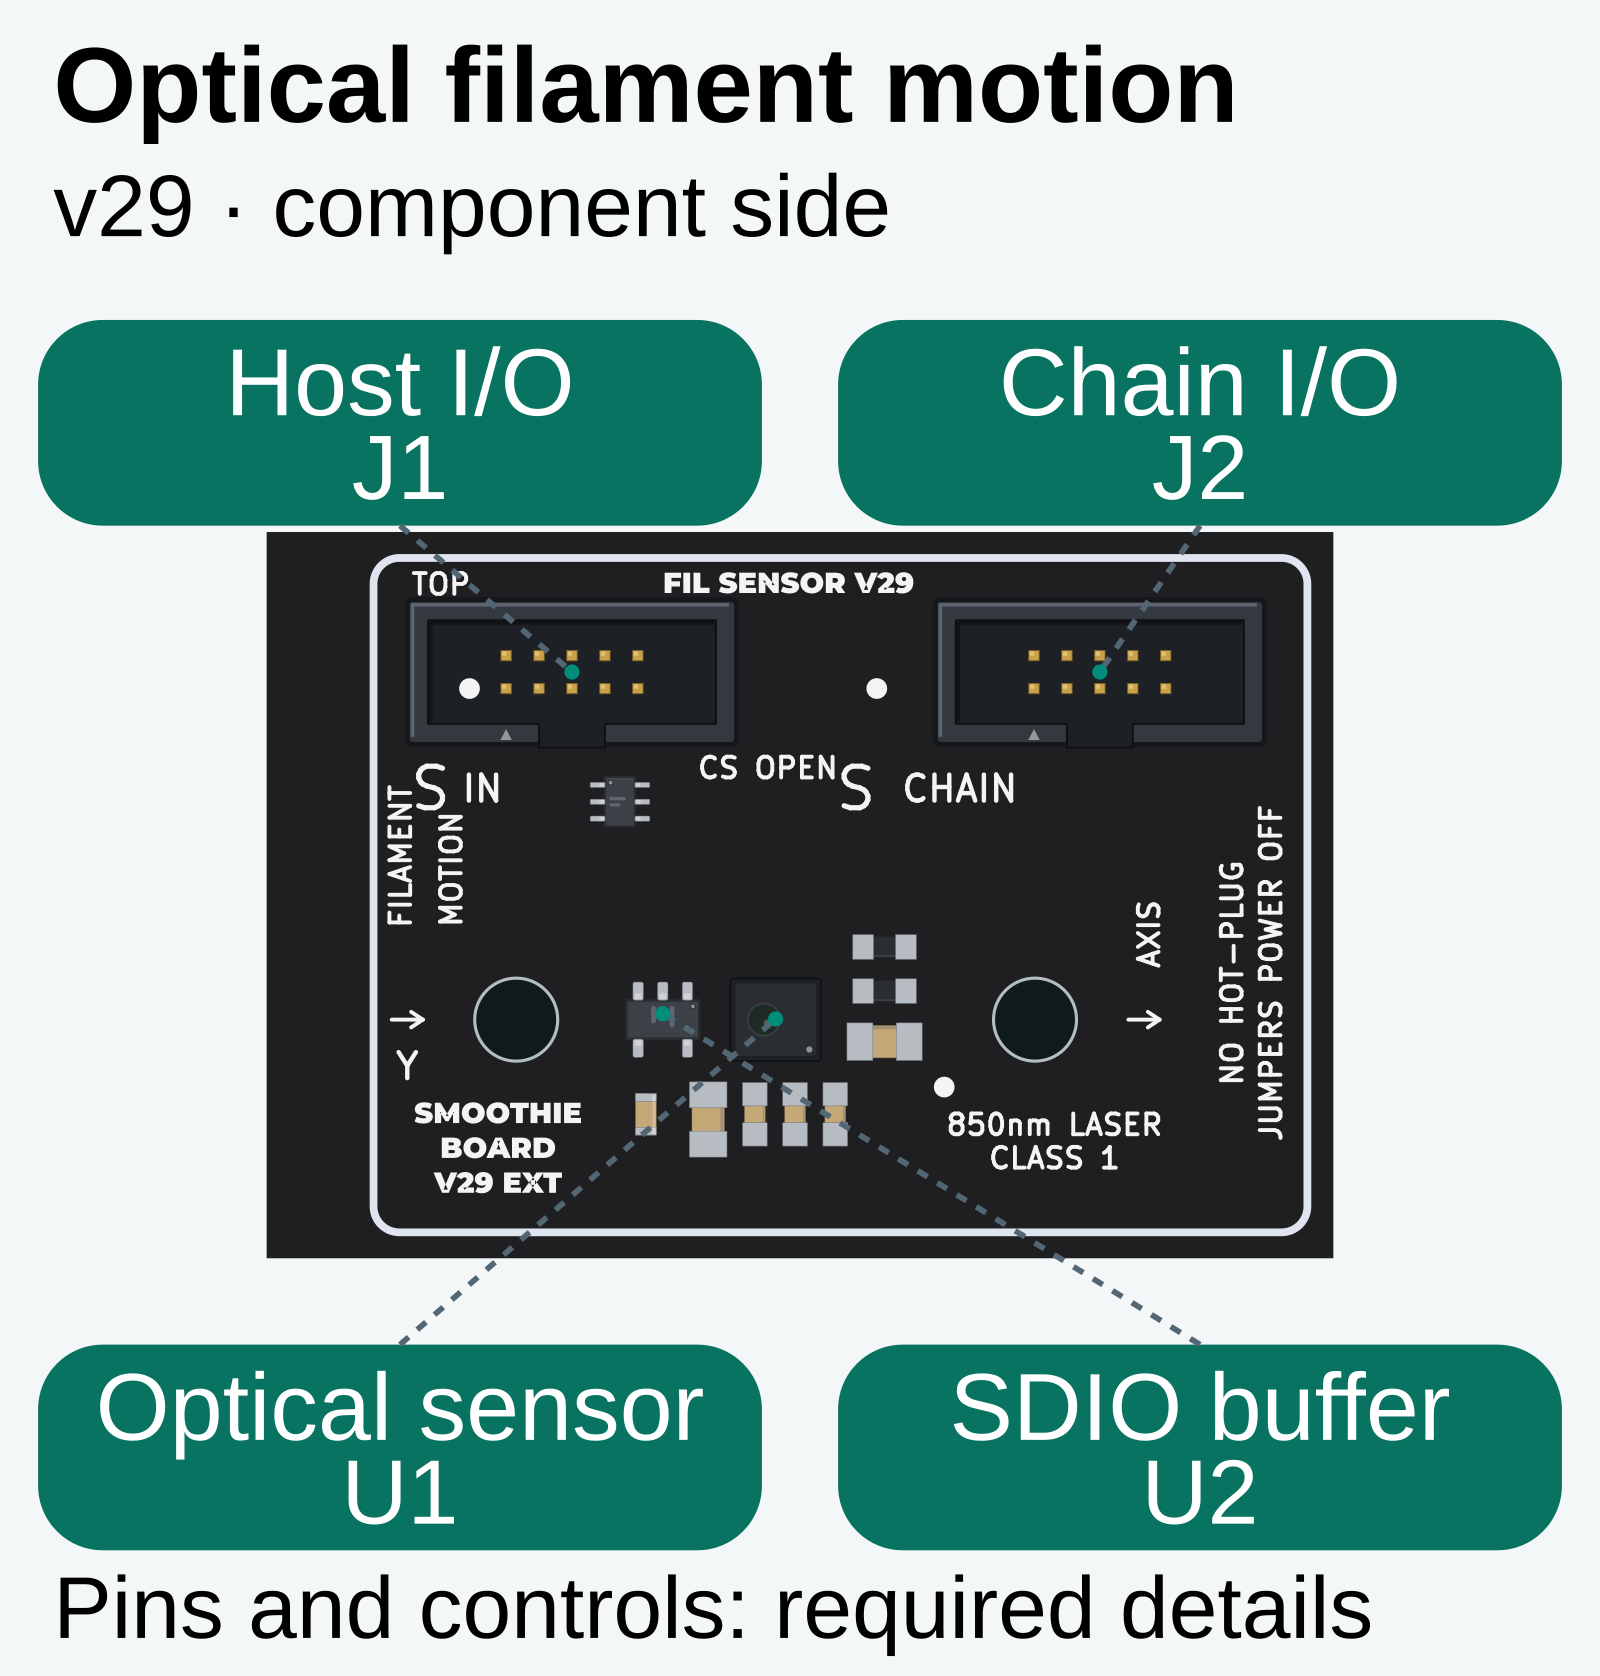 Optical filament motion
v29 · component side
Host I/O
J1
Chain I/O
J2
TOP
FIL SENSOR V29
CS OPEN
S IN
S CHAIN
FILAMENT
MOTION
AXIS
NO HOT-PLUG
JUMPERS POWER OFF
→
→
Y
SMOOTHIE
BOARD
V29 EXT
850nm LASER
CLASS 1
Optical sensor
U1
SDIO buffer
U2
Pins and controls: required details